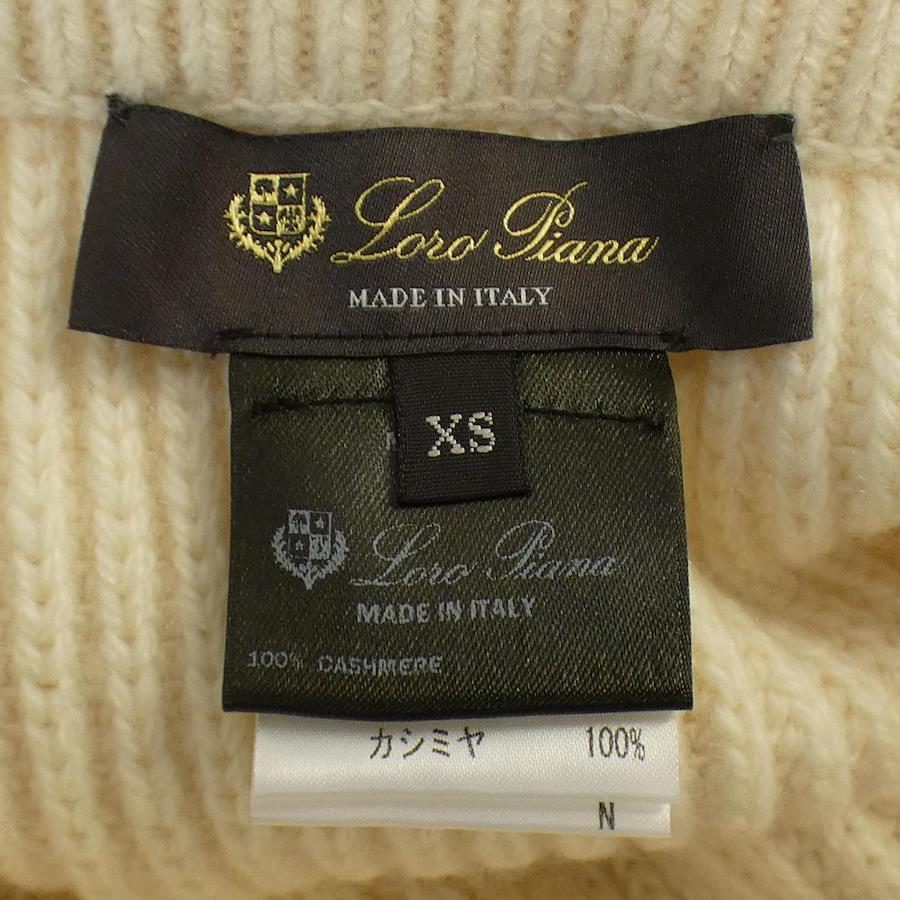 Loro Piana
MADE IN ITALY
XS
Loro Piana
MADE IN ITALY
100% CASHMERE
カシミヤ 100%
N